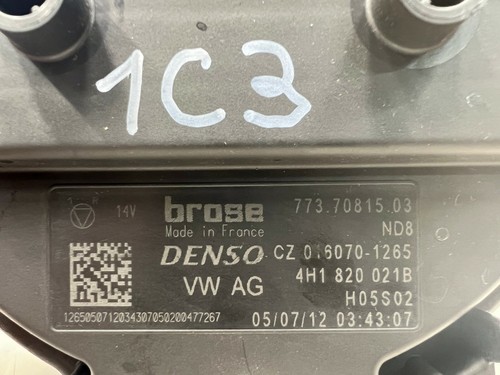 1C3
R 14V brose 773.70815.03
Made in France ND8
DENSO CZ 016070-1265
VW AG 4H1 820 021B
H05S02
1265050712034307050200477267 05/07/12 03:43:07